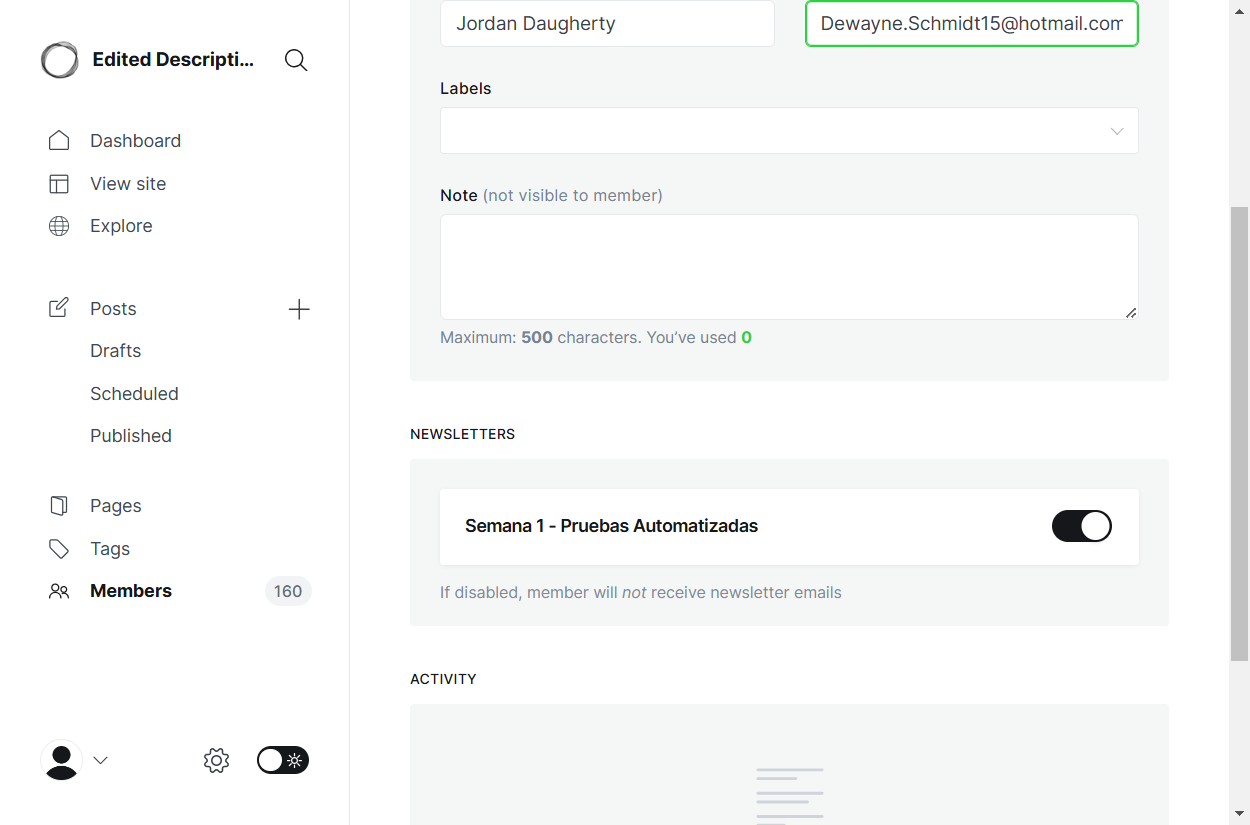 Edited Descripti...
Dashboard
View site
Explore
Posts
Drafts
Scheduled
Published
Pages
Tags
Members 160
Jordan Daugherty
Dewayne.Schmidt15@hotmail.com
Labels
Note (not visible to member)
Maximum: 500 characters. You’ve used 0
NEWSLETTERS
Semana 1 - Pruebas Automatizadas
If disabled, member will not receive newsletter emails
ACTIVITY